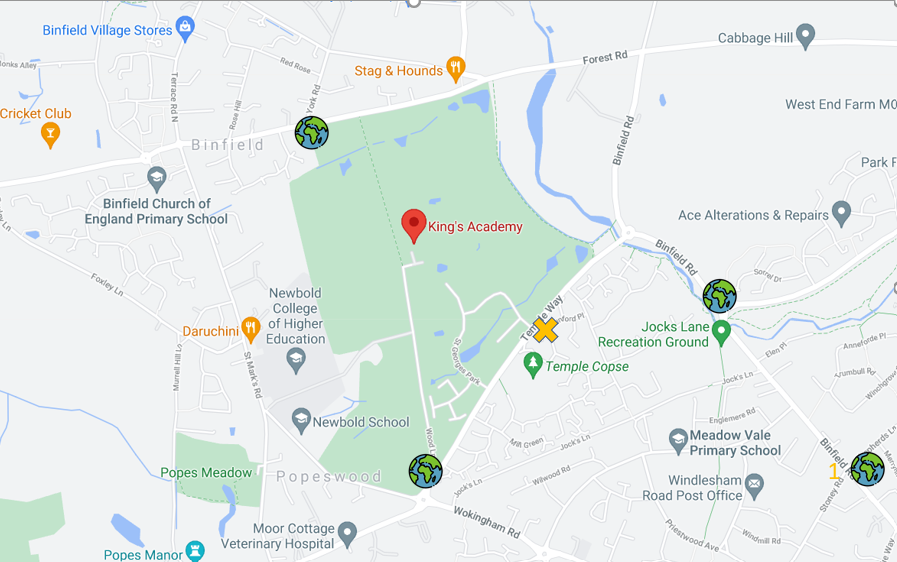 Binfield Village Stores
Cabbage Hill
Forest Rd
Stag & Hounds
Red Rose
Monks Alley
Terrace Rd N
Rose Hill
York Rd
West End Farm MO
Cricket Club
Binfield
Binfield Rd
Park F
Binfield Church of
England Primary School
Ace Alterations & Repairs
King's Academy
Binfield Rd
Sorrel Dr
Foxley Ln
Newbold
College
of Higher
Education
Daruchini
Temple Way
Jocks Lane
Recreation Ground
Temple Copse
St Georges Park
Elen Pl
Anneforde Pl
Murrell Hill Ln
St Mark's Rd
Jock's Ln
Winchgrov
Englemere Rd
Newbold School
Wood L
Mill Green
Jock's Ln
Meadow Vale
Primary School
Binfield Rd
1
Stoney Rd
Popes Meadow
Popeswood
Jock's Ln
Wilwood Rd
Windlesham
Road Post Office
Wokingham Rd
Moor Cottage
Veterinary Hospital
Priestwood Ave
Windmill Rd
Popes Manor